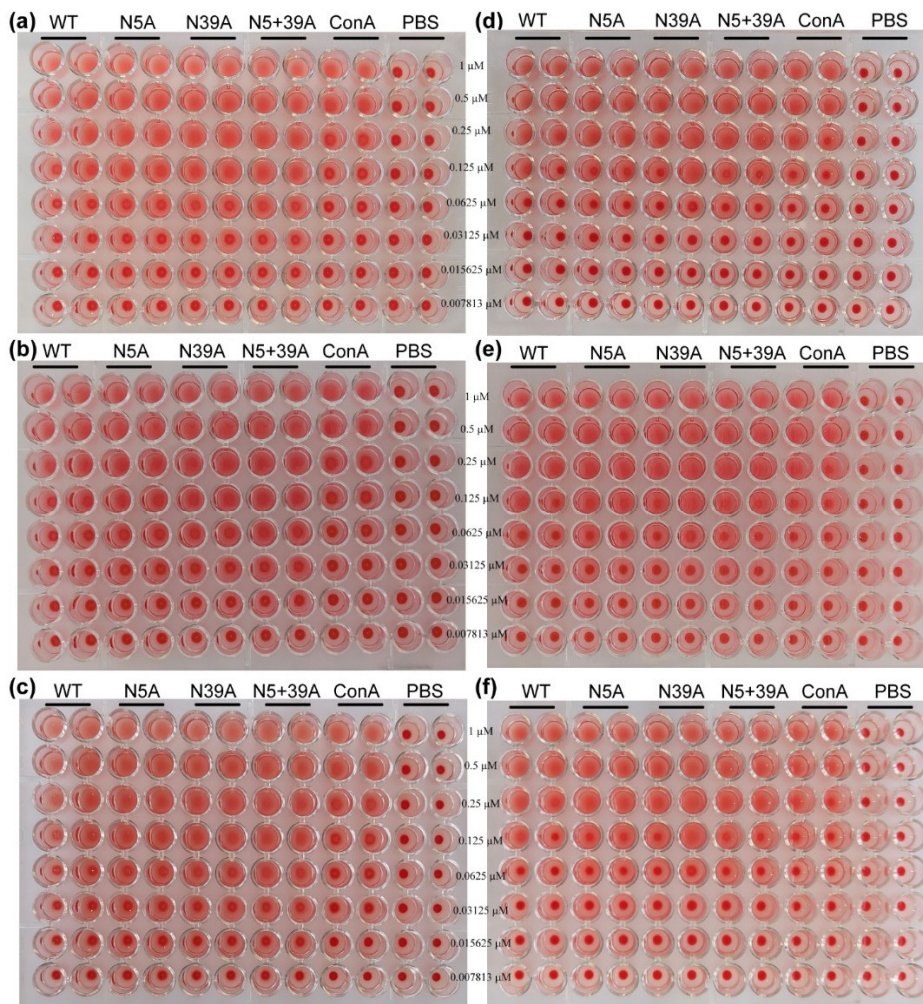 (a) WT N5A N39A N5+39A ConA PBS
(d) WT N5A N39A N5+39A ConA PBS
1 μM
0.5 μM
0.25 μM
0.125 μM
0.0625 μM
0.03125 μM
0.015625 μM
0.007813 μM
(b) WT N5A N39A N5+39A ConA PBS
(e) WT N5A N39A N5+39A ConA PBS
1 μM
0.5 μM
0.25 μM
0.125 μM
0.0625 μM
0.03125 μM
0.015625 μM
0.007813 μM
(c) WT N5A N39A N5+39A ConA PBS
(f) WT N5A N39A N5+39A ConA PBS
1 μM
0.5 μM
0.25 μM
0.125 μM
0.0625 μM
0.03125 μM
0.015625 μM
0.007813 μM